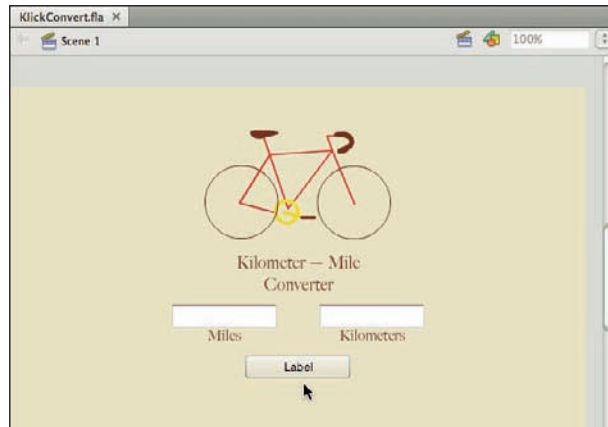 KlickConvert.fla ×
Scene 1
100%
Kilometer – Mile
Converter
Miles Kilometers
Label